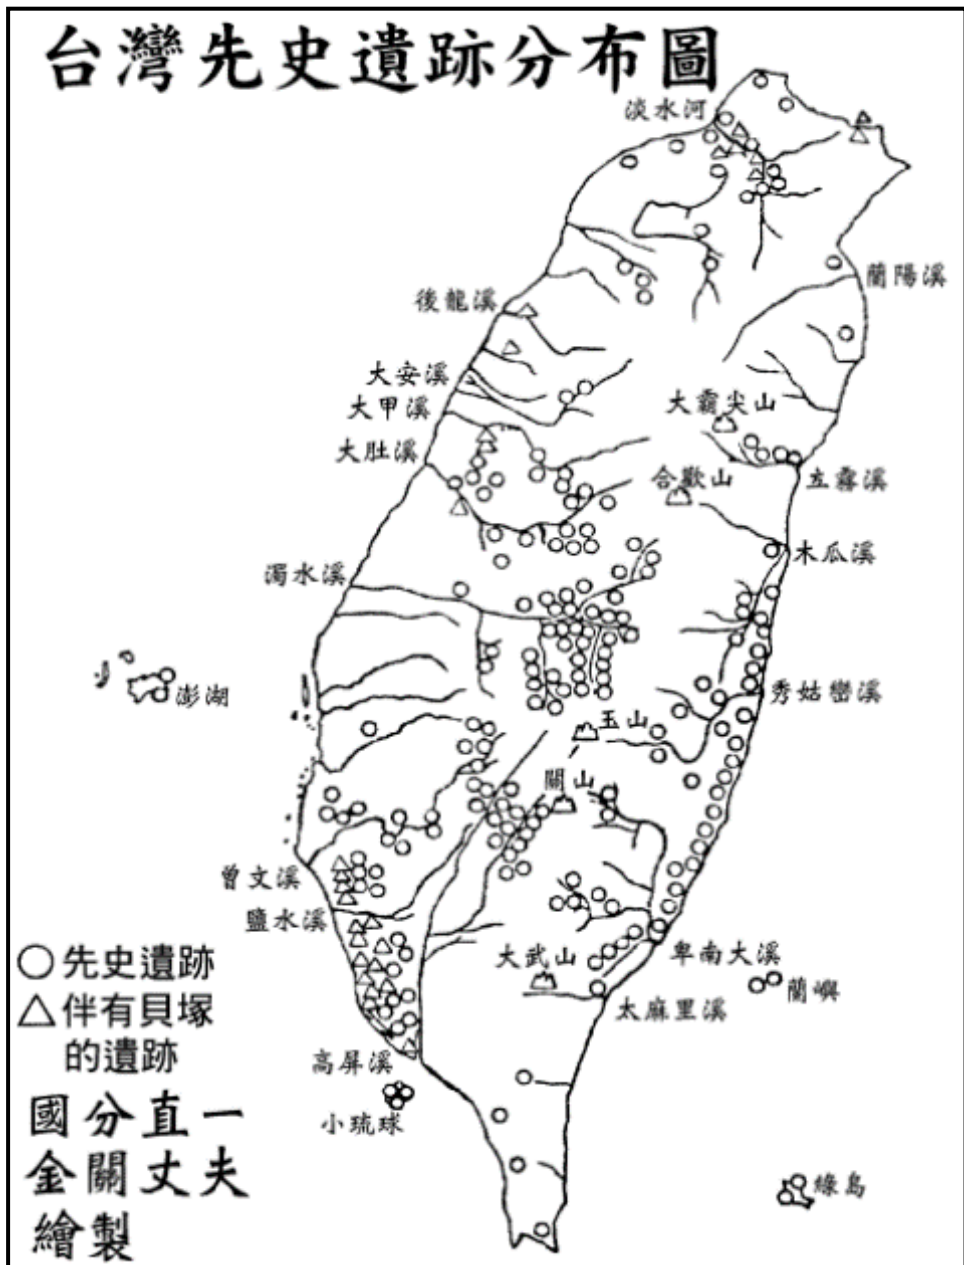 台灣先史遺跡分布圖
淡水河
蘭陽溪
後龍溪
大安溪
大甲溪
大霸尖山
大肚溪
合歡山
立霧溪
木瓜溪
濁水溪
澎湖
秀姑巒溪
玉山
關山
曾文溪
鹽水溪
大武山
卑南大溪
蘭嶼
太麻里溪
○先史遺跡
△伴有貝塚
的遺跡
高屏溪
小琉球
國分直一
金關丈夫
繪製
綠島